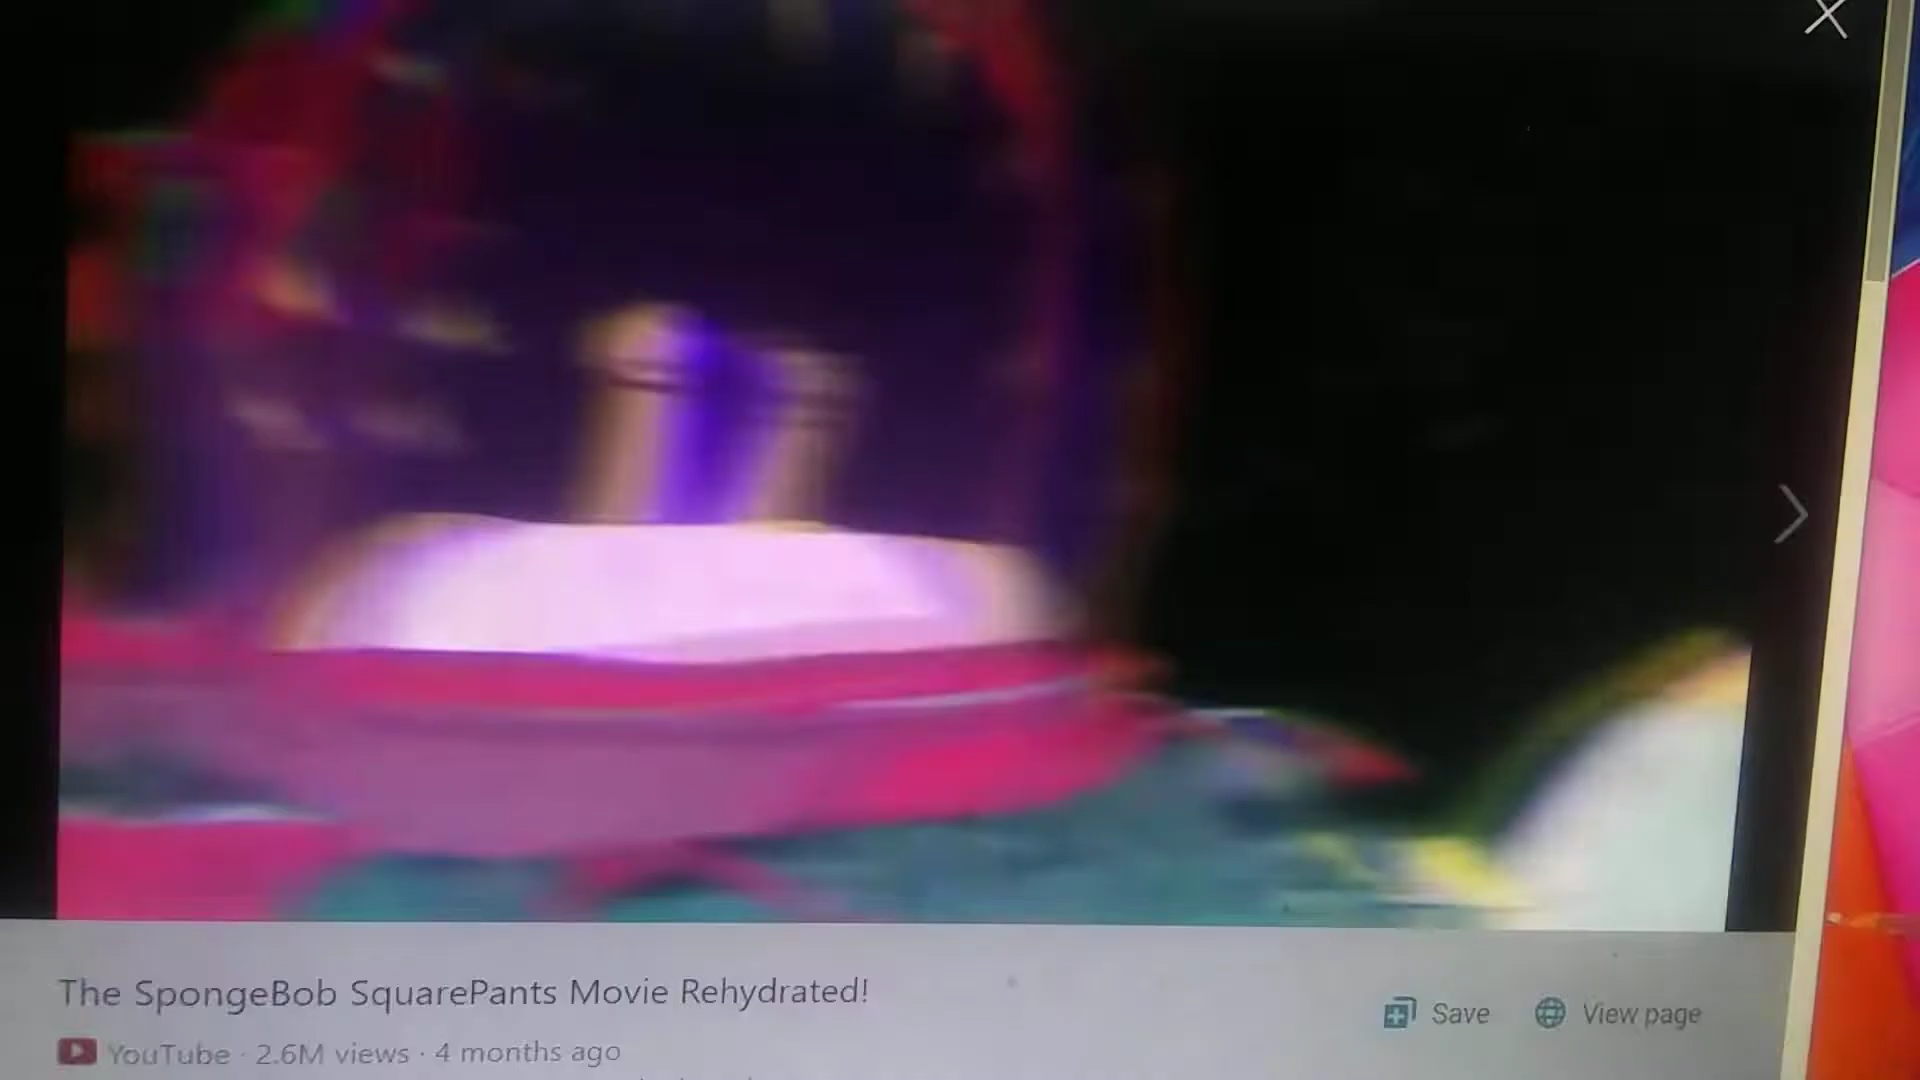 The SpongeBob SquarePants Movie Rehydrated!
Save
View page
YouTube · 2.6M views · 4 months ago